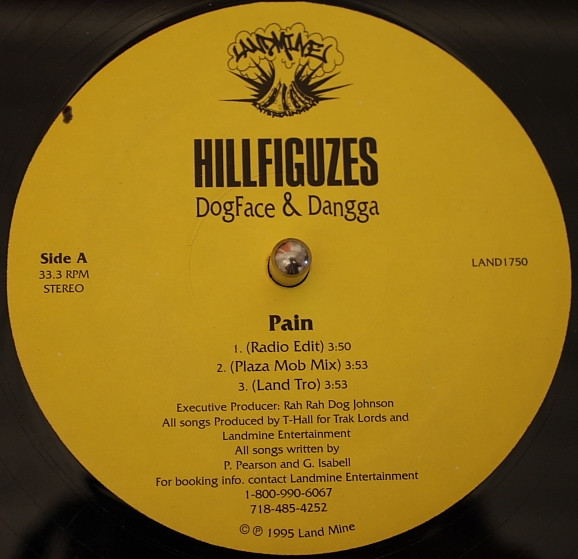 LANDMINE
ENTERTAINMENT
HILLFIGUZES
DogFace & Dangga
Side A
33.3 RPM
STEREO
LAND1750
Pain
1. (Radio Edit) 3:50
2. (Plaza Mob Mix) 3:53
3. (Land Tro) 3:53
Executive Producer: Rah Rah Dog Johnson
All songs Produced by T-Hall for Trak Lords and
Landmine Entertainment
All songs written by
P. Pearson and G. Isabell
For booking info. contact Landmine Entertainment
1-800-990-6067
718-485-4252
© ℗ 1995 Land Mine